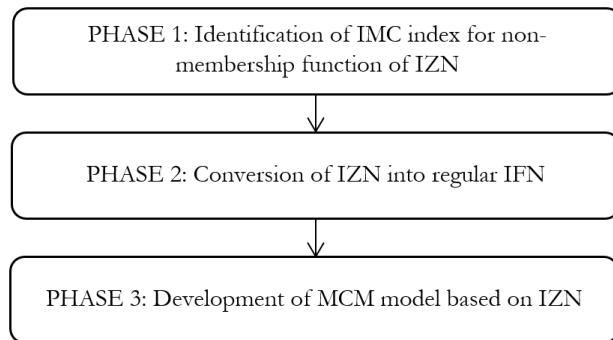 PHASE 1: Identification of IMC index for non-
membership function of IZN
PHASE 2: Conversion of IZN into regular IFN
PHASE 3: Development of MCM model based on IZN